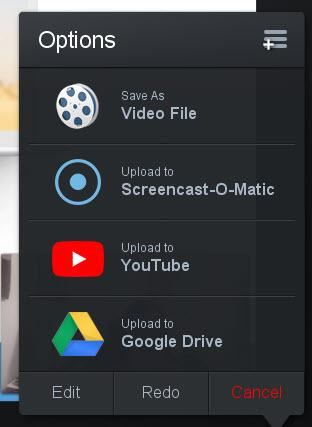 Options
Save As
Video File
Upload to
Screencast-O-Matic
Upload to
YouTube
Upload to
Google Drive
Edit Redo Cancel